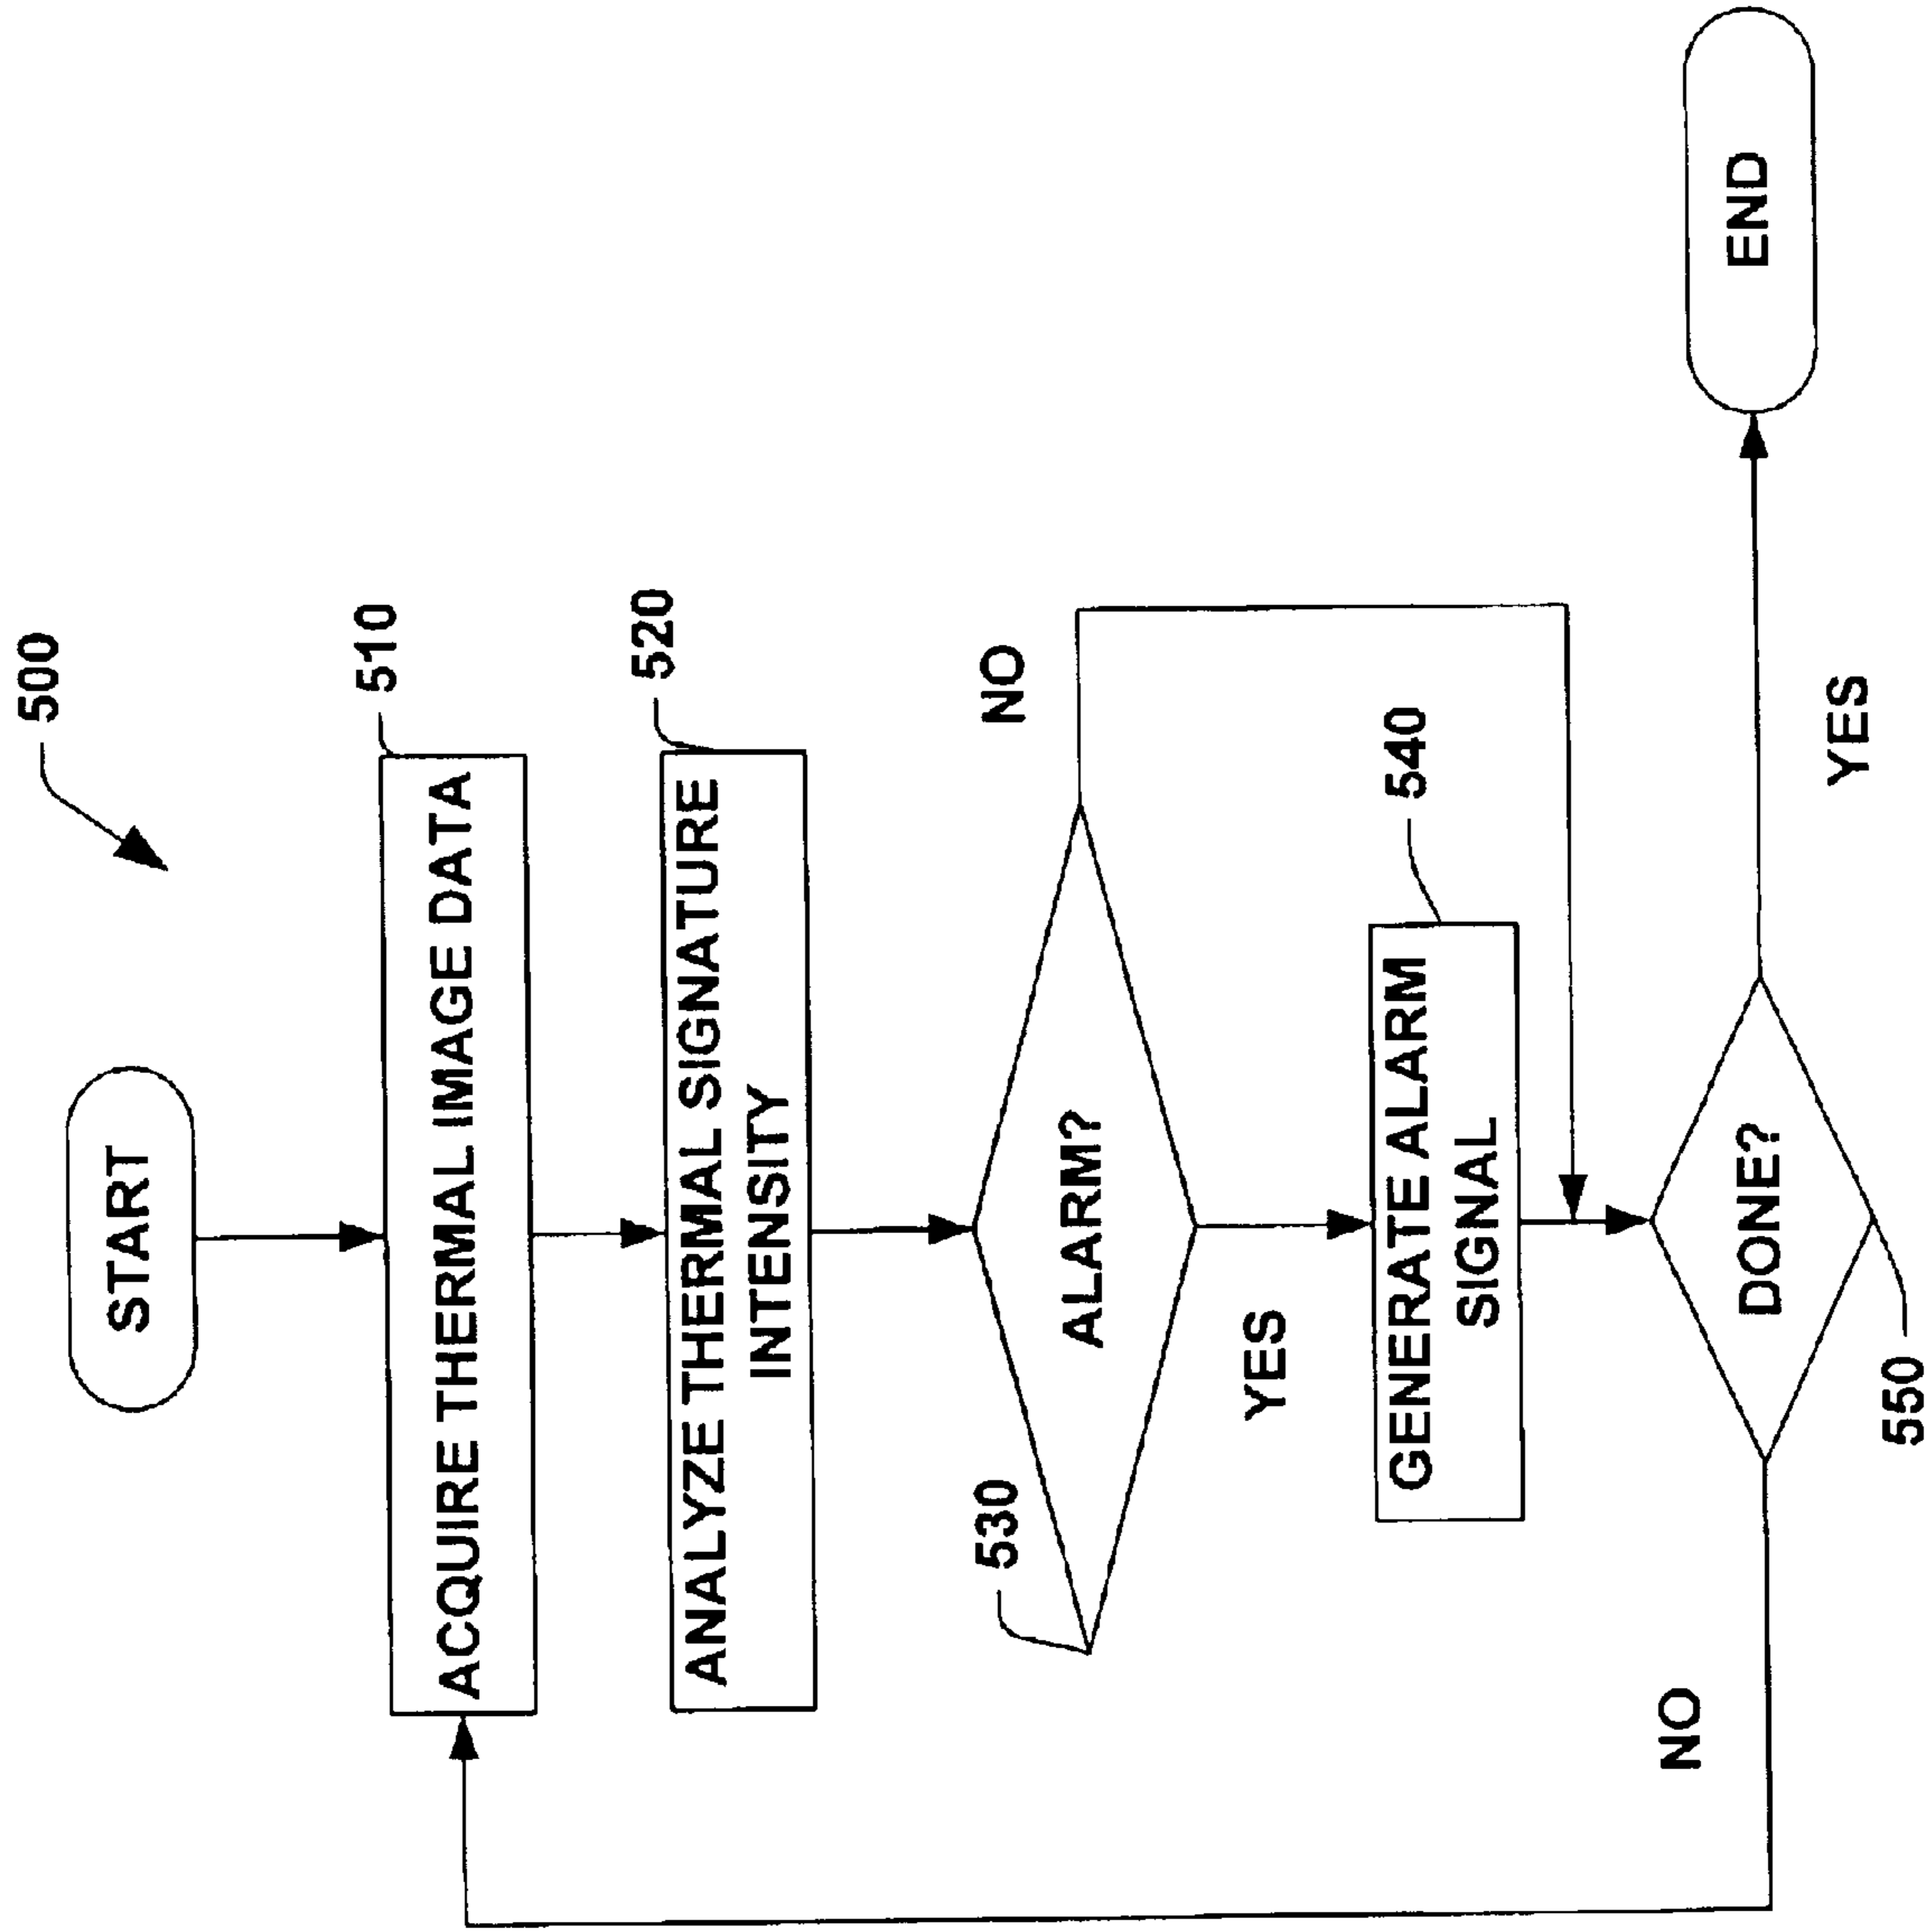 500
START
510
ACQUIRE THERMAL IMAGE DATA
520
ANALYZE THERMAL SIGNATURE
INTENSITY
530
ALARM?
NO
YES
540
GENERATE ALARM
SIGNAL
DONE?
NO
YES
550
END